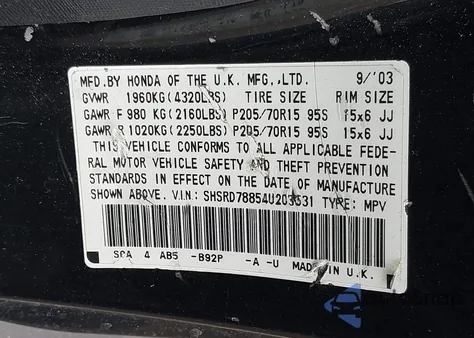 MFD.BY HONDA OF THE U.K. MFG.,LTD. 9/'03
GVWR 1960KG(4320LBS) TIRE SIZE RIM SIZE
GAWR F 980 KG(2160LBS) P205/70R15 95S 15x6 JJ
GAWR R 1020KG(2250LBS) P205/70R15 95S 15x6 JJ
THIS VEHICLE CONFORMS TO ALL APPLICABLE FEDE-
RAL MOTOR VEHICLE SAFETY AND THEFT PREVENTION
STANDARDS IN EFFECT ON THE DATE OF MANUFACTURE
SHOWN ABOVE. V.I.N: SHSRD78854U203631 TYPE: MPV
4 AB5 -B92P -A -U MADE IN U.K.